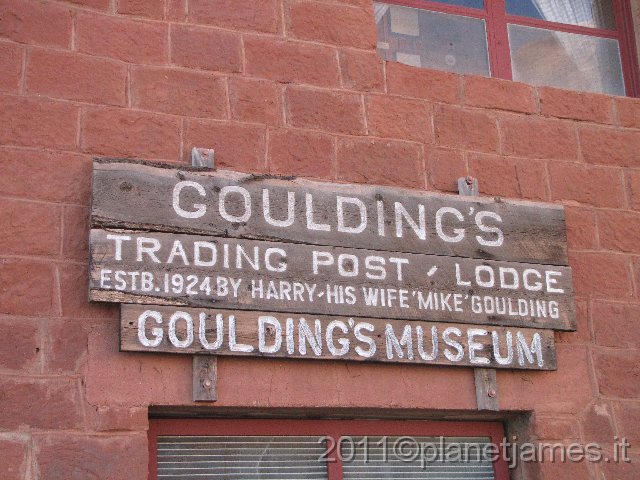 GOULDING'S
TRADING POST - LODGE
ESTB. 1924 BY HARRY - HIS WIFE 'MIKE' GOULDING
GOULDING'S MUSEUM
2011©planetjames.it